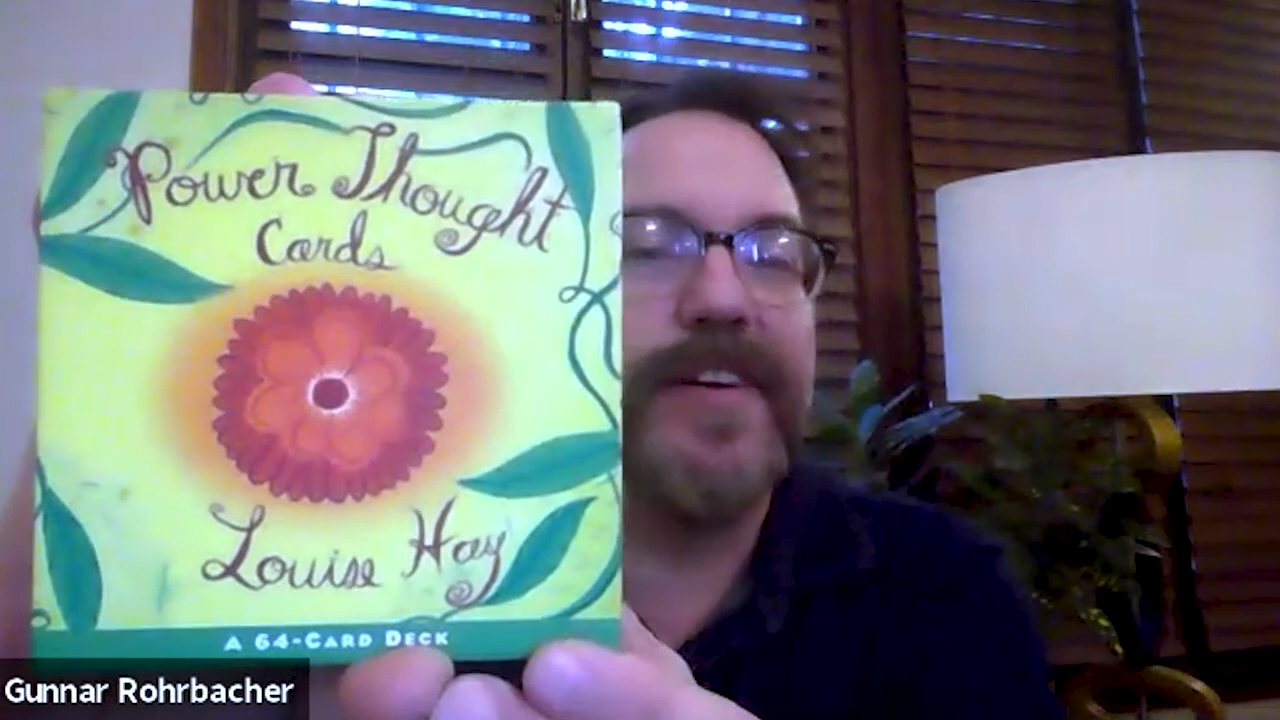 Power Thought
Cards
Louise Hay
A 64-Card Deck
Gunnar Rohrbacher